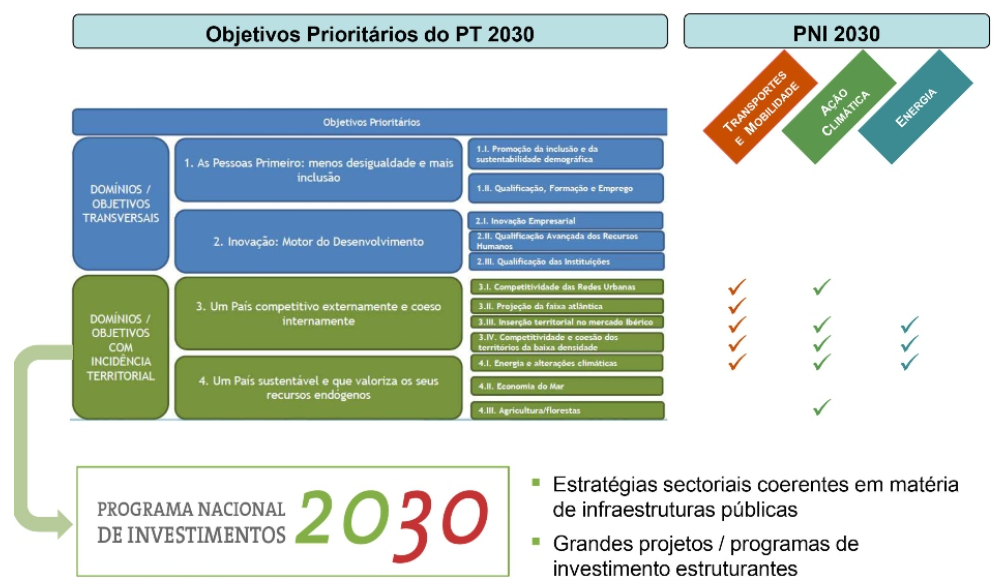 Objetivos Prioritários do PT 2030
PNI 2030
TRANSPORTES
E MOBILIDADE
AÇÃO
CLIMÁTICA
ENERGIA
Objetivos Prioritários
DOMÍNIOS /
OBJETIVOS
TRANSVERSAIS
1. As Pessoas Primeiro: menos desigualdade e mais
inclusão
1.I. Promoção da inclusão e da
sustentabilidade demográfica
1.II. Qualificação, Formação e Emprego
2. Inovação: Motor do Desenvolvimento
2.I. Inovação Empresarial
2.II. Qualificação Avançada dos Recursos
Humanos
2.III. Qualificação das Instituições
DOMÍNIOS /
OBJETIVOS
COM
INCIDÊNCIA
TERRITORIAL
3. Um País competitivo externamente e coeso
internamente
3.I. Competitividade das Redes Urbanas
3.II. Projeção da faixa atlântica
3.III. Inserção territorial no mercado Ibérico
3.IV. Competitividade e coesão dos
territórios da baixa densidade
4. Um País sustentável e que valoriza os seus
recursos endógenos
4.I. Energia e alterações climáticas
4.II. Economia do Mar
4.III. Agricultura/florestas
PROGRAMA NACIONAL
DE INVESTIMENTOS
2030
Estratégias sectoriais coerentes em matéria
de infraestruturas públicas
Grandes projetos / programas de
investimento estruturantes